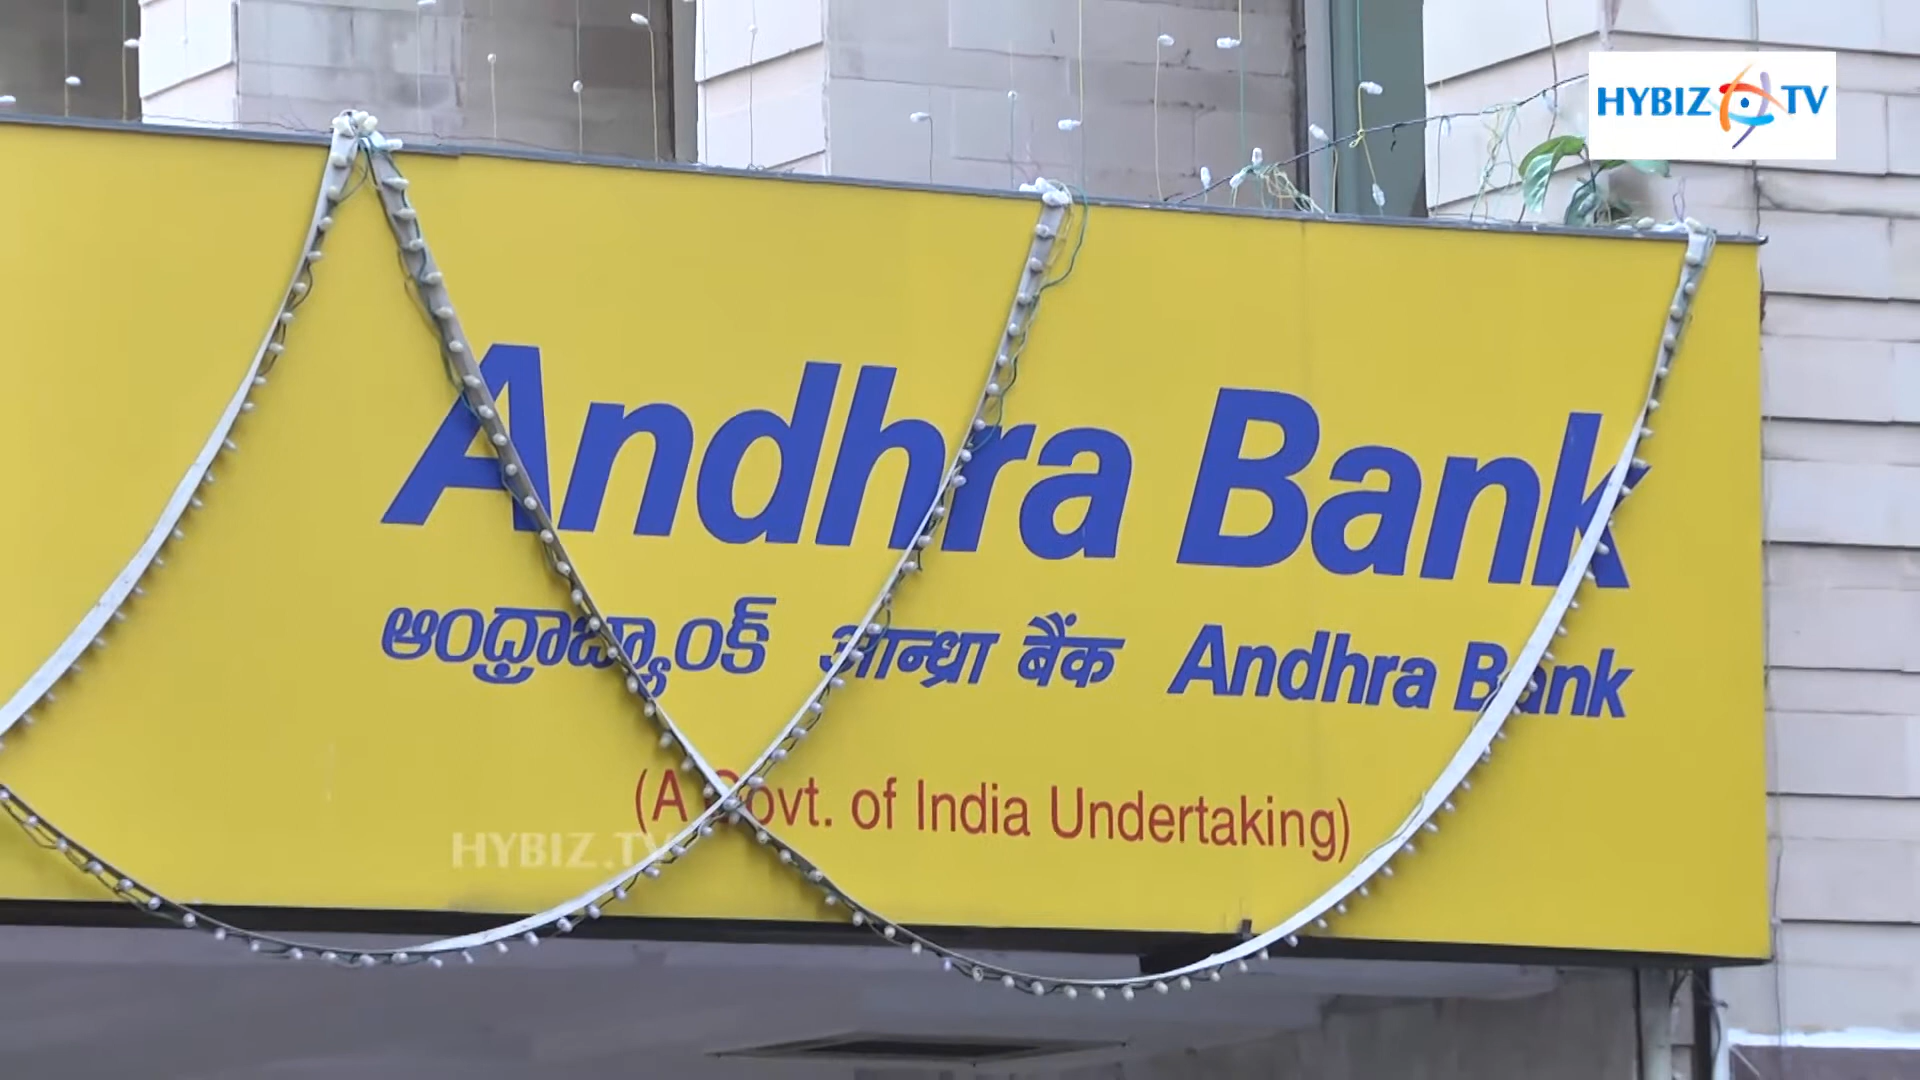 HYBIZ TV
Andhra Bank
ఆంధ్రాబ్యాంక్ आन्ध्रा बैंक Andhra Bank
(A Govt. of India Undertaking)
HYBIZ.TV